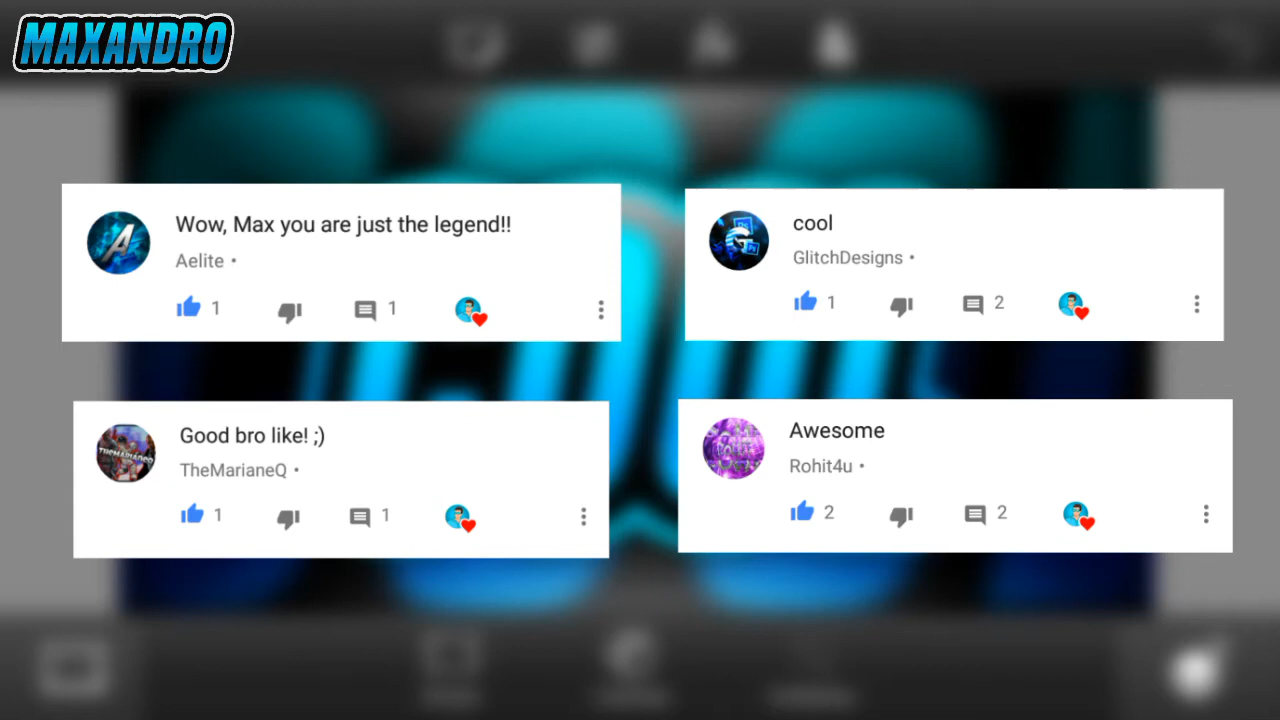 MAXANDRO
Wow, Max you are just the legend!!
Aelite •
1 1
cool
GlitchDesigns •
1 2
Good bro like! ;)
TheMarianeQ •
THEMARIANEQ
1 1
Awesome
Rohit4u •
2 2